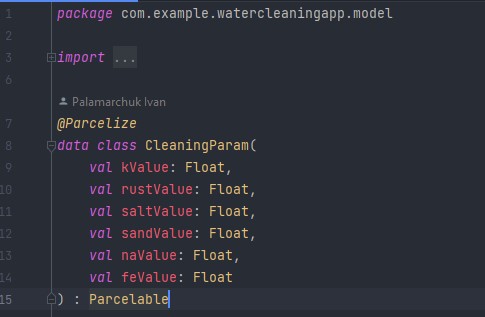 1 package com.example.watercleaningapp.model
2
3 import ...
6
Palamarchuk Ivan
7 @Parcelize
8 data class CleaningParam(
9 val kValue: Float,
10 val rustValue: Float,
11 val saltValue: Float,
12 val sandValue: Float,
13 val naValue: Float,
14 val feValue: Float
15 ) : Parcelable